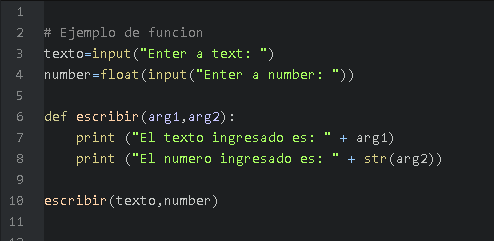 1
2 # Ejemplo de funcion
3 texto=input("Enter a text: ")
4 number=float(input("Enter a number: "))
5
6 def escribir(arg1,arg2):
7     print ("El texto ingresado es: " + arg1)
8     print ("El numero ingresado es: " + str(arg2))
9
10 escribir(texto,number)
11